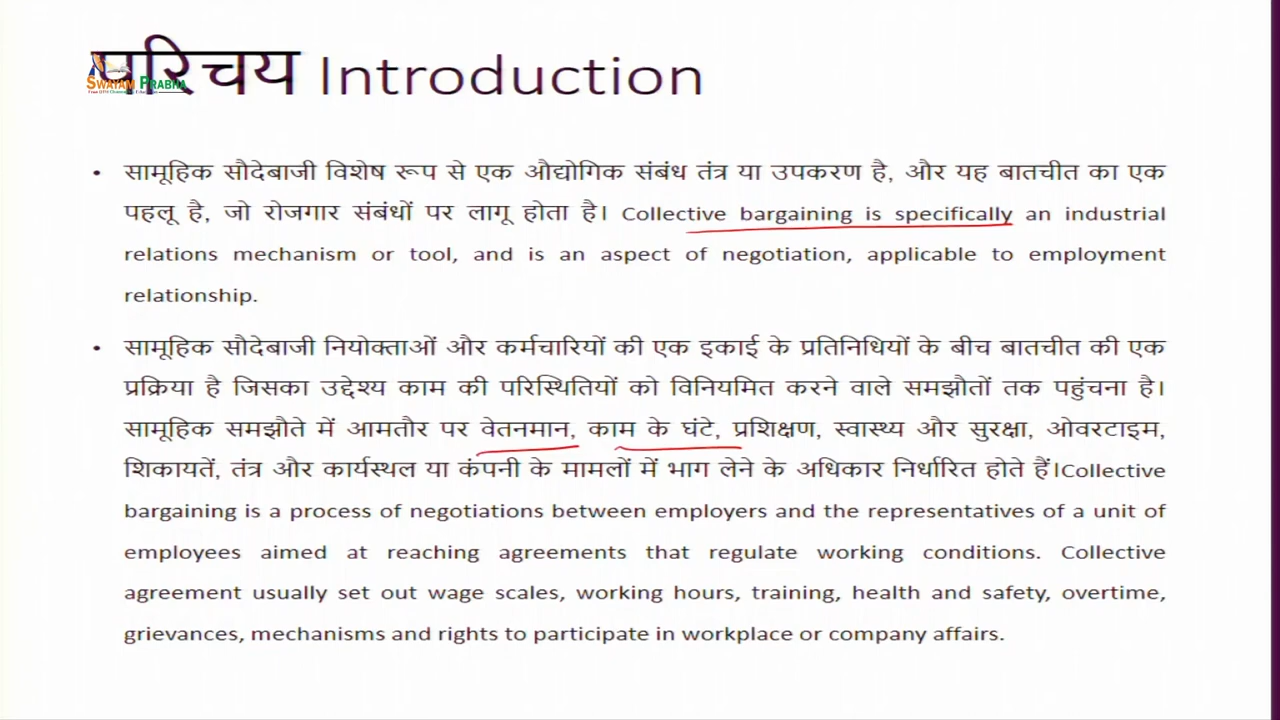 परिचय Introduction
SWAYAM PRABHA
• सामूहिक सौदेबाजी विशेष रूप से एक औद्योगिक संबंध तंत्र या उपकरण है, और यह बातचीत का एक
पहलू है, जो रोजगार संबंधों पर लागू होता है। Collective bargaining is specifically an industrial
relations mechanism or tool, and is an aspect of negotiation, applicable to employment
relationship.
• सामूहिक सौदेबाजी नियोक्ताओं और कर्मचारियों की एक इकाई के प्रतिनिधियों के बीच बातचीत की एक
प्रक्रिया है जिसका उद्देश्य काम की परिस्थितियों को विनियमित करने वाले समझौतों तक पहुंचना है।
सामूहिक समझौते में आमतौर पर वेतनमान, काम के घंटे, प्रशिक्षण, स्वास्थ्य और सुरक्षा, ओवरटाइम,
शिकायतें, तंत्र और कार्यस्थल या कंपनी के मामलों में भाग लेने के अधिकार निर्धारित होते हैं।Collective
bargaining is a process of negotiations between employers and the representatives of a unit of
employees aimed at reaching agreements that regulate working conditions. Collective
agreement usually set out wage scales, working hours, training, health and safety, overtime,
grievances, mechanisms and rights to participate in workplace or company affairs.